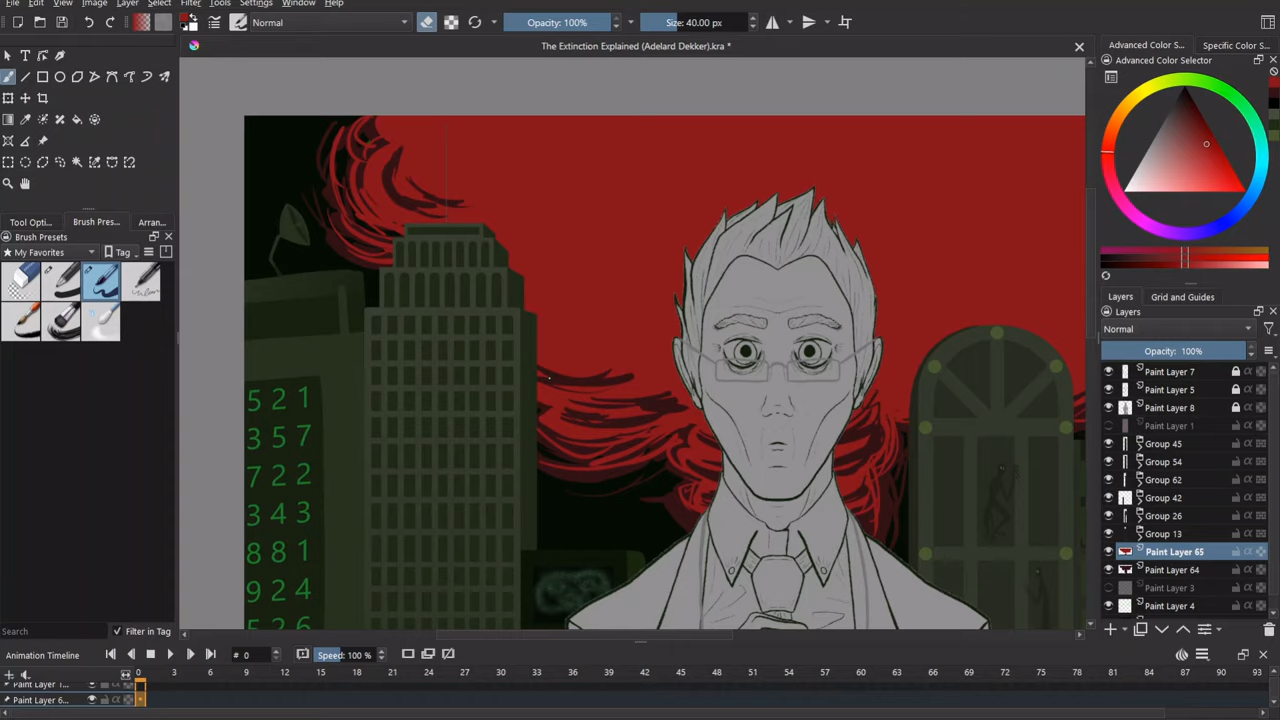 File Edit View Image Layer Select Filter Tools Settings Window Help
Normal
Opacity: 100%
Size: 40.00 px
The Extinction Explained (Adelard Dekker).kra *
Advanced Color S...
Specific Color S...
Advanced Color Selector
Tool Opti...
Brush Pres...
Arran...
Brush Presets
My Favorites
Tag
Search
Filter in Tag
5 2 1
3 5 7
7 2 2
3 4 3
8 8 1
9 2 4
5 2 6
Layers
Grid and Guides
Layers
Normal
Opacity: 100%
Paint Layer 7
Paint Layer 5
Paint Layer 8
Paint Layer 1
Group 45
Group 54
Group 62
Group 42
Group 26
Group 13
Paint Layer 65
Paint Layer 64
Paint Layer 4
Animation Timeline
# 0
Speed: 100 %
0 3 6 9 12 15 18 21 24 27 30 33 36 39 42 45 48 51 54 57 60 63 66 69 72 75 78 81 84 87 90 93
Paint Layer 1...
Paint Layer 6...